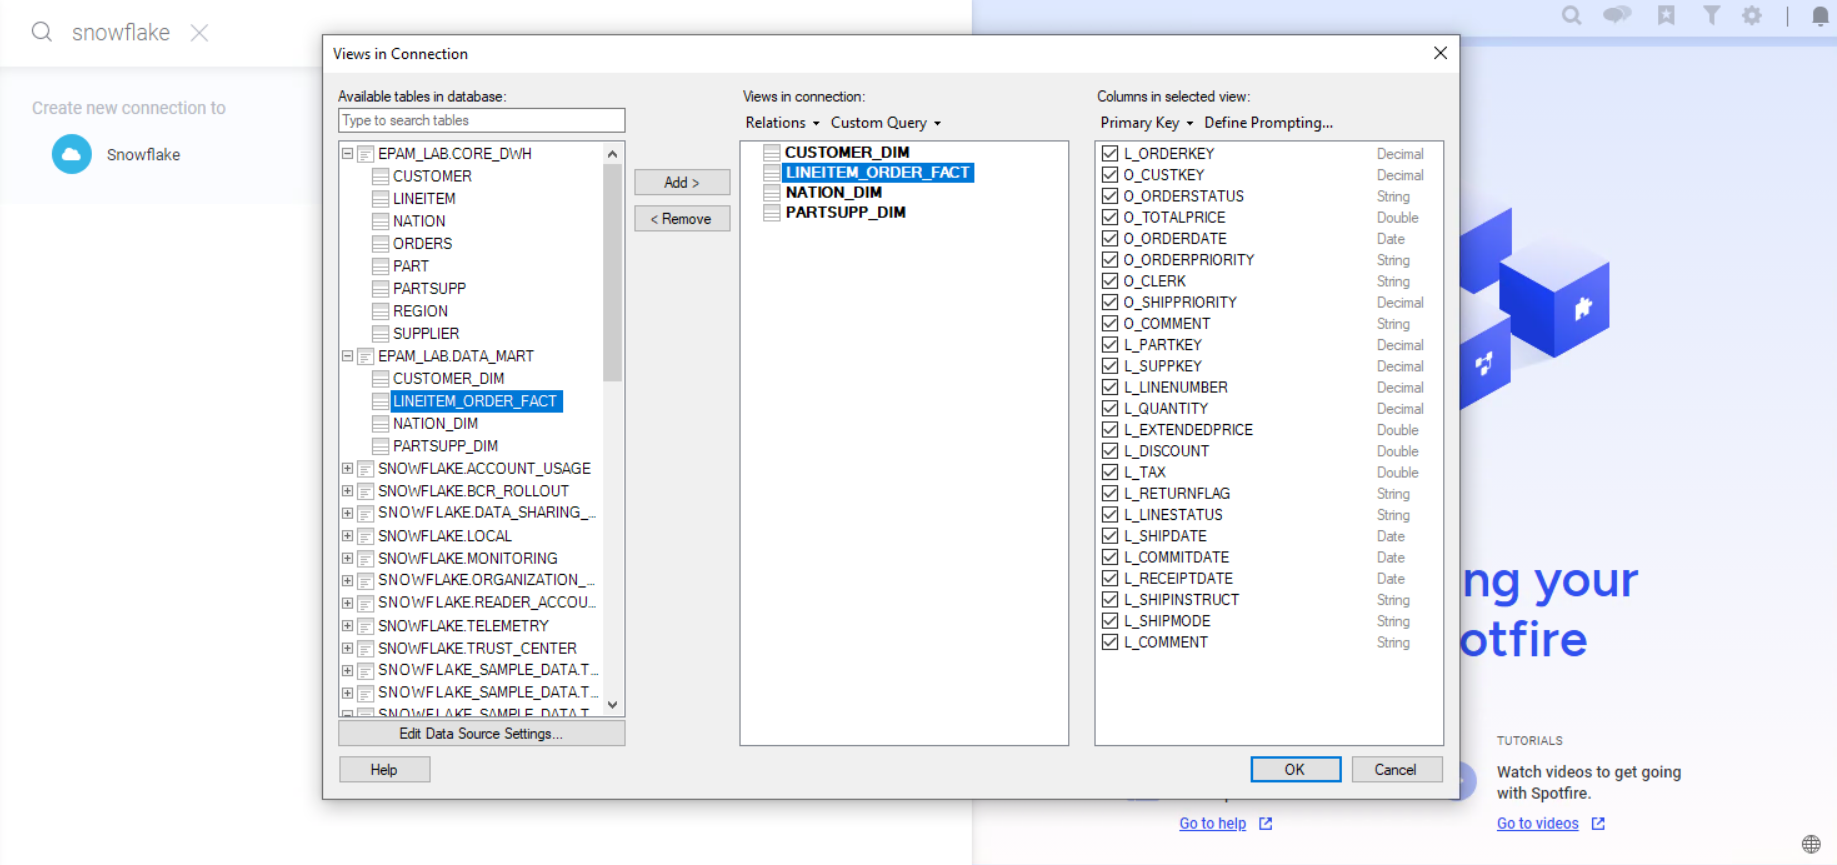 snowflake
Create new connection to
Snowflake
Views in Connection
Available tables in database:
Type to search tables
EPAM_LAB.CORE_DWH
CUSTOMER
LINEITEM
NATION
ORDERS
PART
PARTSUPP
REGION
SUPPLIER
EPAM_LAB.DATA_MART
CUSTOMER_DIM
LINEITEM_ORDER_FACT
NATION_DIM
PARTSUPP_DIM
SNOWFLAKE.ACCOUNT_USAGE
SNOWFLAKE.BCR_ROLLOUT
SNOWFLAKE.DATA_SHARING_...
SNOWFLAKE.LOCAL
SNOWFLAKE.MONITORING
SNOWFLAKE.ORGANIZATION_...
SNOWFLAKE.READER_ACCOU...
SNOWFLAKE.TELEMETRY
SNOWFLAKE.TRUST_CENTER
SNOWFLAKE_SAMPLE_DATA.T...
SNOWFLAKE_SAMPLE_DATA.T...
SNOWFLAKE_SAMPLE_DATA.T...
Edit Data Source Settings...
Help
Add >
< Remove
Views in connection:
Relations Custom Query
CUSTOMER_DIM
LINEITEM_ORDER_FACT
NATION_DIM
PARTSUPP_DIM
Columns in selected view:
Primary Key Define Prompting...
L_ORDERKEY Decimal
O_CUSTKEY Decimal
O_ORDERSTATUS String
O_TOTALPRICE Double
O_ORDERDATE Date
O_ORDERPRIORITY String
O_CLERK String
O_SHIPPRIORITY Decimal
O_COMMENT String
L_PARTKEY Decimal
L_SUPPKEY Decimal
L_LINENUMBER Decimal
L_QUANTITY Decimal
L_EXTENDEDPRICE Double
L_DISCOUNT Double
L_TAX Double
L_RETURNFLAG String
L_LINESTATUS String
L_SHIPDATE Date
L_COMMITDATE Date
L_RECEIPTDATE Date
L_SHIPINSTRUCT String
L_SHIPMODE String
L_COMMENT String
OK
Cancel
ng your
otfire
Go to help
TUTORIALS
Watch videos to get going
with Spotfire.
Go to videos